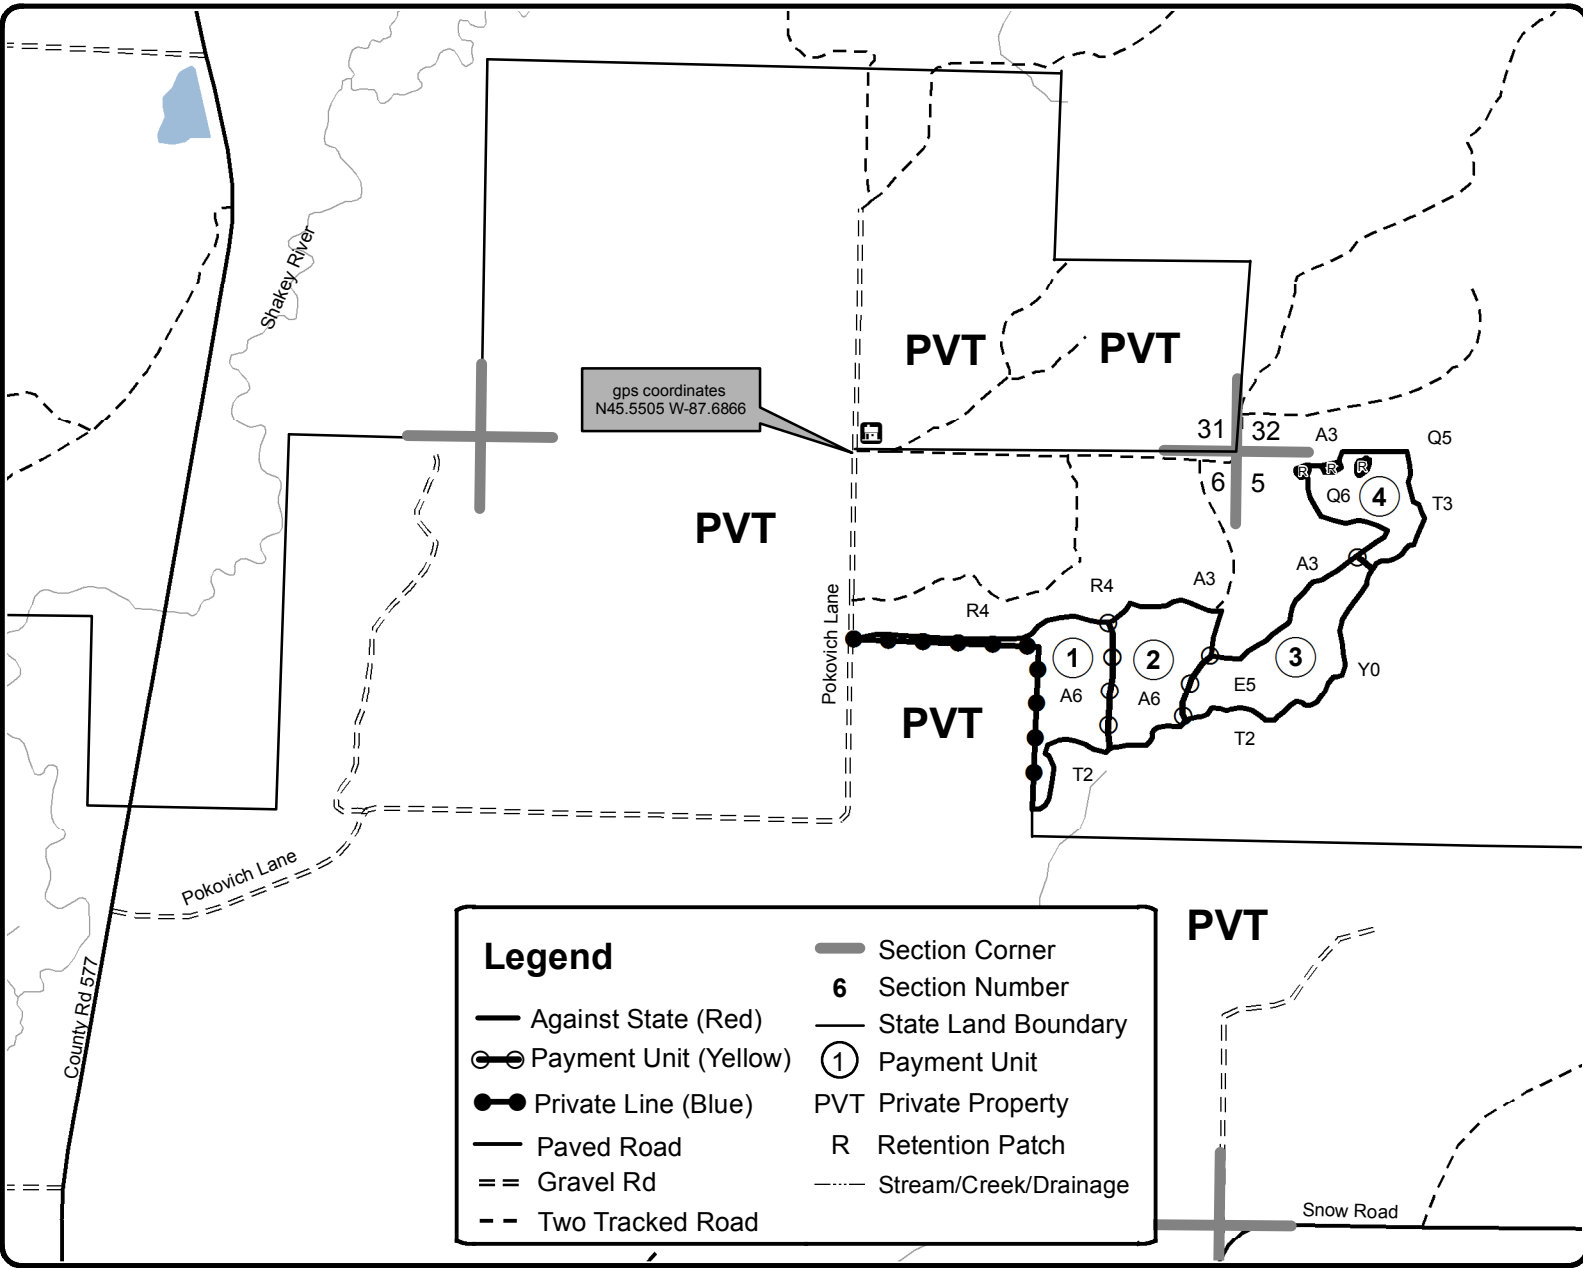 Shakey River
PVT
PVT
gps coordinates
N45.5505 W-87.6866
31
32
A3
Q5
6
5
R
R
R
Q6
4
T3
PVT
A3
A3
R4
R4
Pokovich Lane
1
2
3
A6
A6
E5
Y0
PVT
T2
T2
Pokovich Lane
PVT
County Rd 577
Legend
Against State (Red)
Payment Unit (Yellow)
Private Line (Blue)
Paved Road
Gravel Rd
Two Tracked Road
Section Corner
6 Section Number
State Land Boundary
1 Payment Unit
PVT Private Property
R Retention Patch
Stream/Creek/Drainage
Snow Road